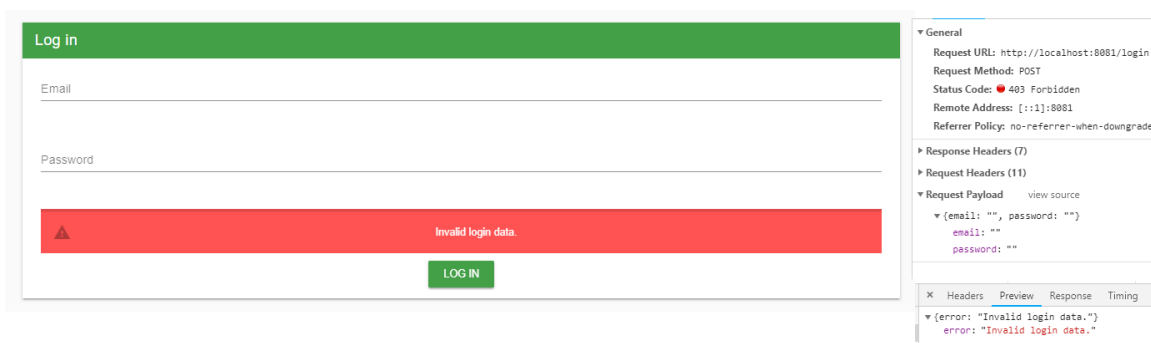 Log in
Email
Password
Invalid login data.
LOG IN
▾ General
Request URL: http://localhost:8081/login
Request Method: POST
Status Code: 403 Forbidden
Remote Address: [::1]:8081
Referrer Policy: no-referrer-when-downgrade
▸ Response Headers (7)
▸ Request Headers (11)
▾ Request Payload view source
▾ {email: "", password: ""}
email: ""
password: ""
× Headers Preview Response Timing
▾ {error: "Invalid login data."}
error: "Invalid login data."